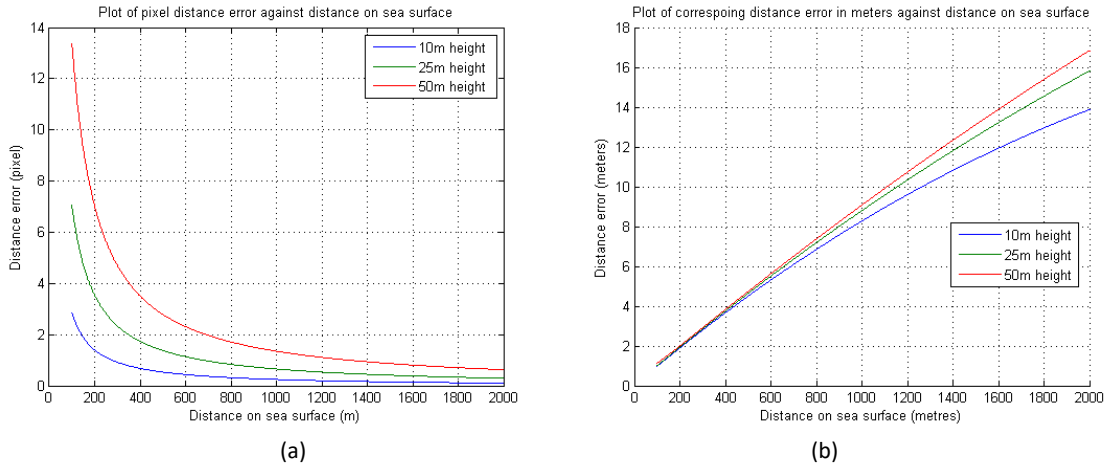 Plot of pixel distance error against distance on sea surface
14
12
10
8
6
4
2
0
Distance error (pixel)
10m height
25m height
50m height
0 200 400 600 800 1000 1200 1400 1600 1800 2000
Distance on sea surface (m)
(a)
Plot of correspoing distance error in meters against distance on sea surface
18
16
14
12
10
8
6
4
2
0
Distance error (meters)
10m height
25m height
50m height
0 200 400 600 800 1000 1200 1400 1600 1800 2000
Distance on sea surface (metres)
(b)